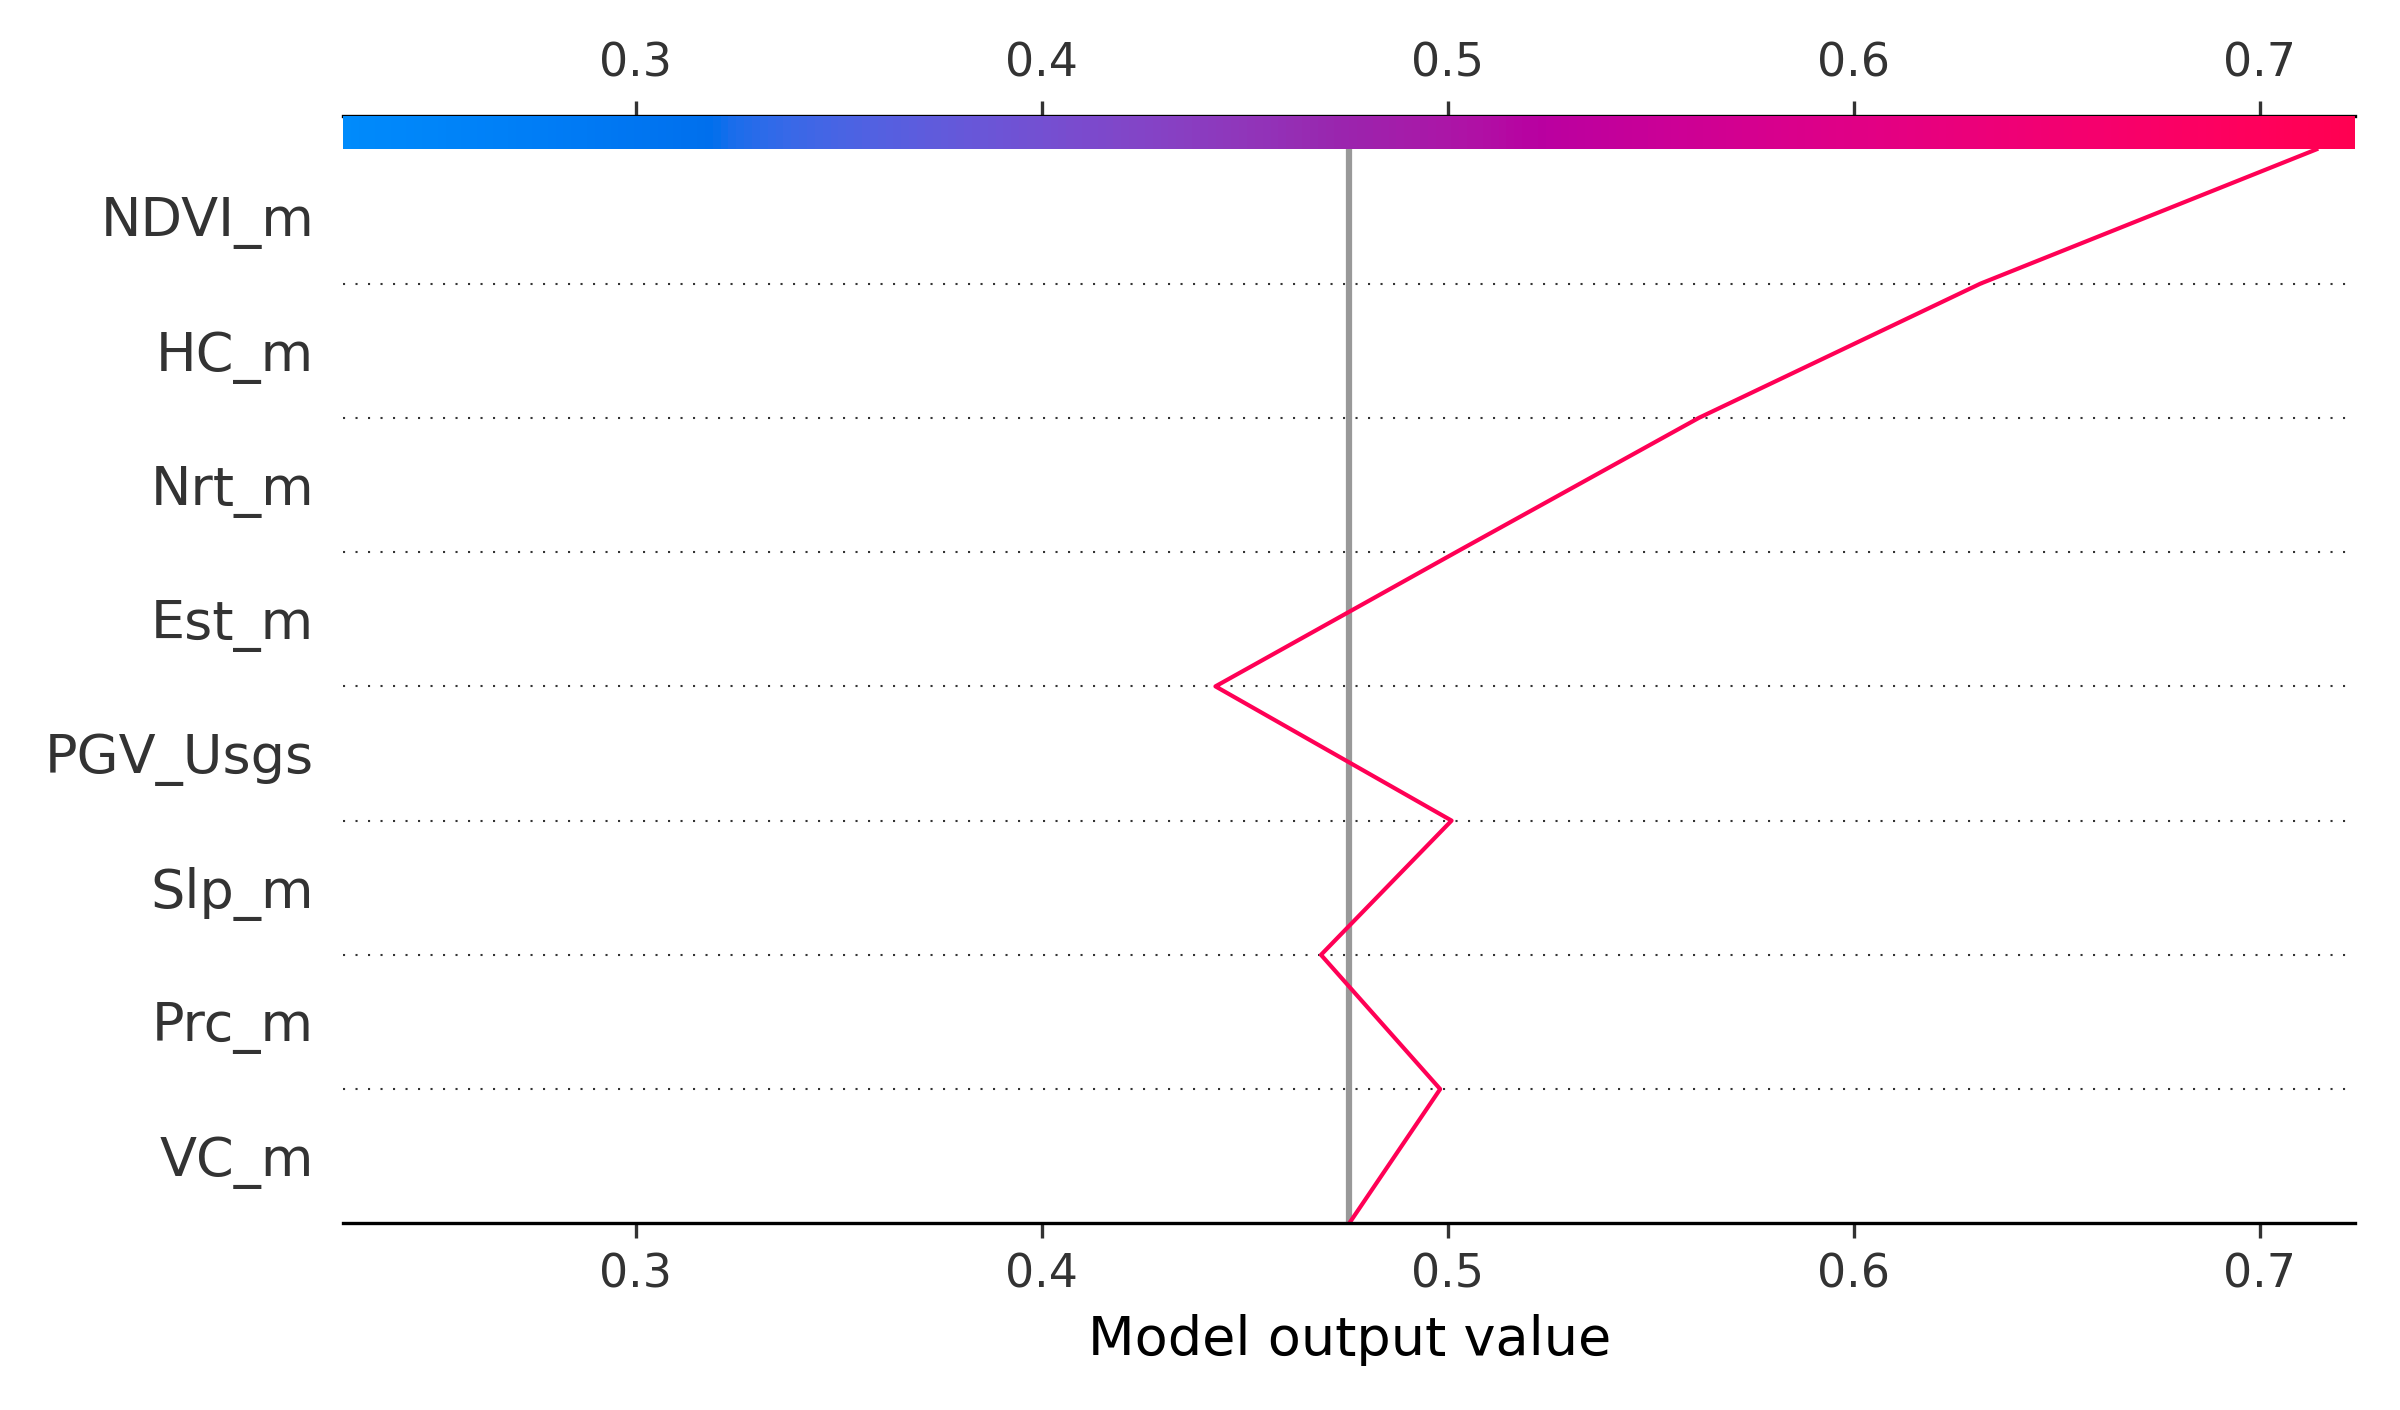 0.3 0.4 0.5 0.6 0.7
NDVI_m
HC_m
Nrt_m
Est_m
PGV_Usgs
Slp_m
Prc_m
VC_m
0.3 0.4 0.5 0.6 0.7
Model output value